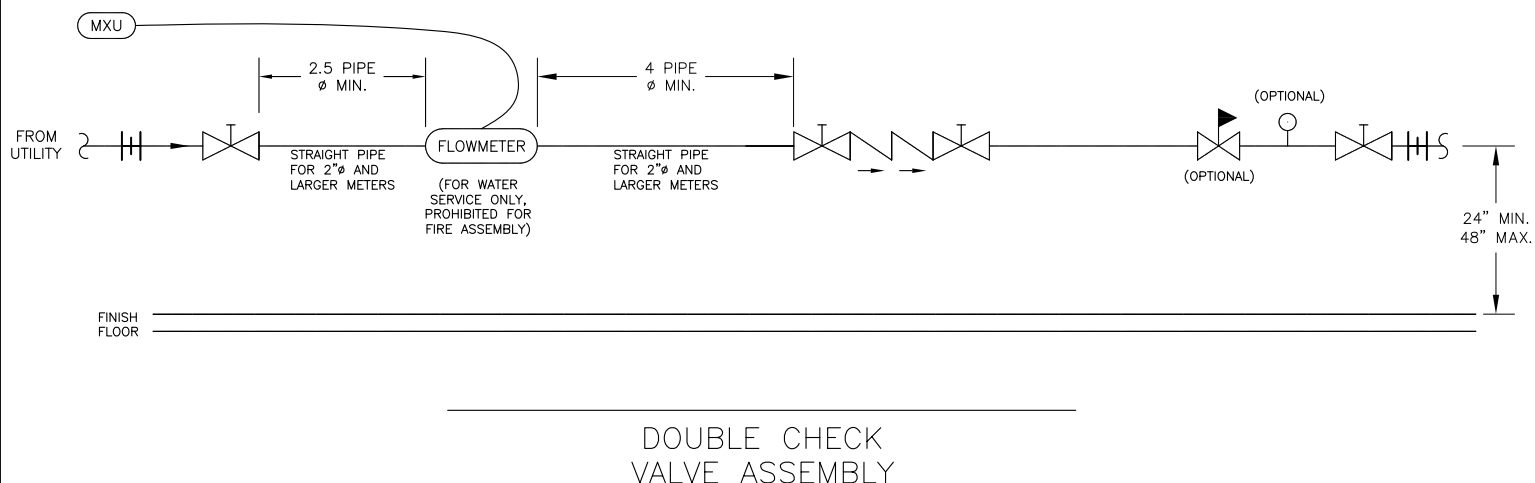 MXU
2.5 PIPE
ø MIN.
4 PIPE
ø MIN.
(OPTIONAL)
FROM
UTILITY
FLOWMETER
STRAIGHT PIPE
FOR 2"ø AND
LARGER METERS
(FOR WATER
SERVICE ONLY,
PROHIBITED FOR
FIRE ASSEMBLY)
STRAIGHT PIPE
FOR 2"ø AND
LARGER METERS
(OPTIONAL)
24" MIN.
48" MAX.
FINISH
FLOOR
DOUBLE CHECK
VALVE ASSEMBLY